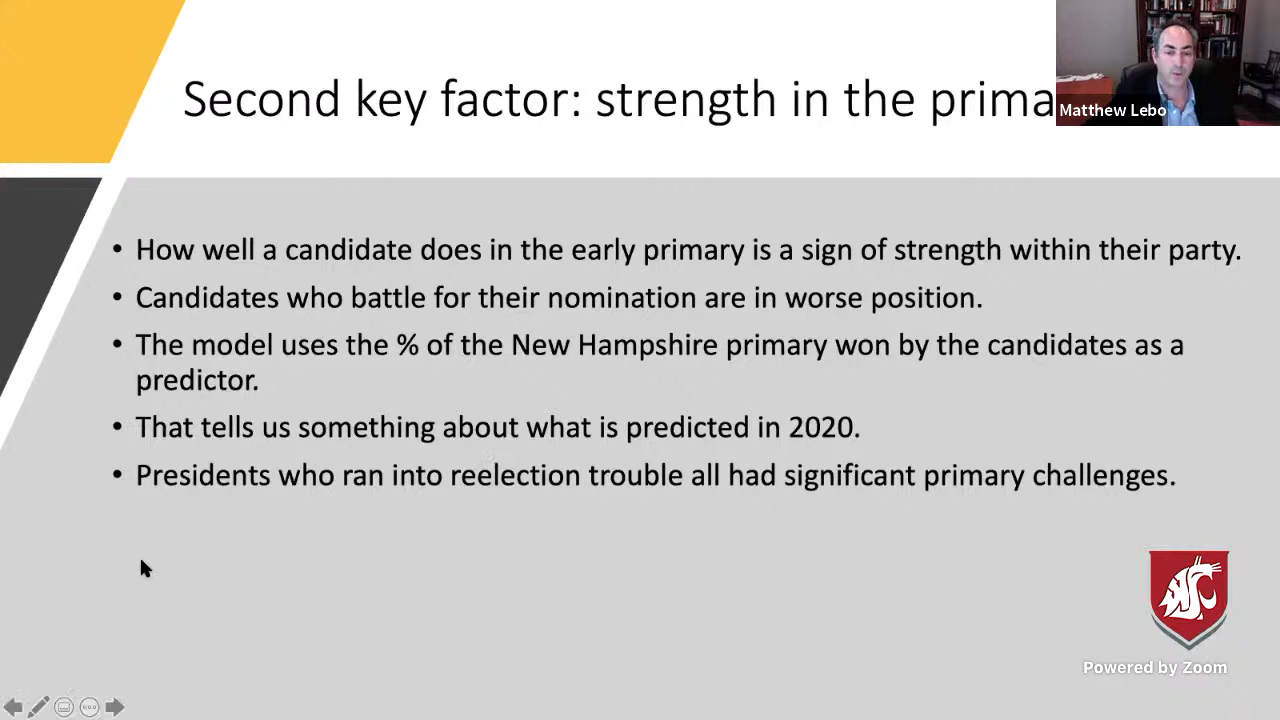 Second key factor: strength in the prima
Matthew Lebo
• How well a candidate does in the early primary is a sign of strength within their party.
• Candidates who battle for their nomination are in worse position.
• The model uses the % of the New Hampshire primary won by the candidates as a
predictor.
• That tells us something about what is predicted in 2020.
• Presidents who ran into reelection trouble all had significant primary challenges.
Powered by Zoom